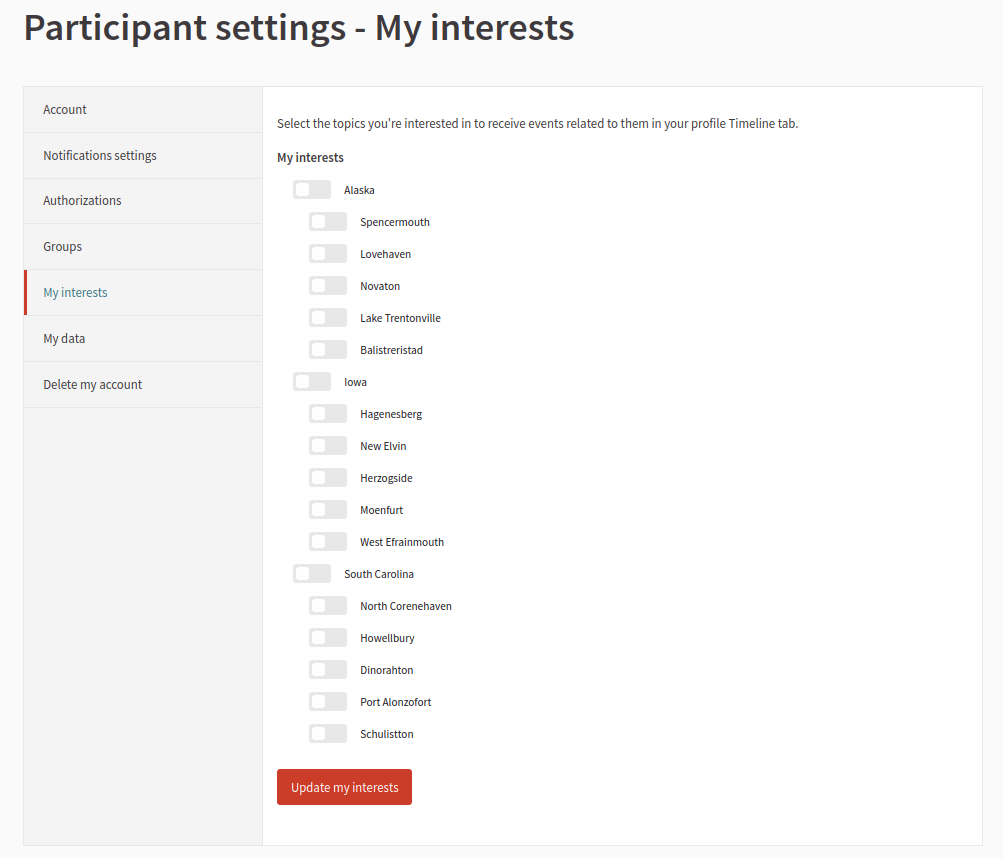 Participant settings - My interests
Account
Notifications settings
Authorizations
Groups
My interests
My data
Delete my account
Select the topics you're interested in to receive events related to them in your profile Timeline tab.
My interests
Alaska
Spencermouth
Lovehaven
Novaton
Lake Trentonville
Balistreristad
Iowa
Hagenesberg
New Elvin
Herzogside
Moenfurt
West Efrainmouth
South Carolina
North Corenehaven
Howellbury
Dinorahton
Port Alonzofort
Schulistton
Update my interests